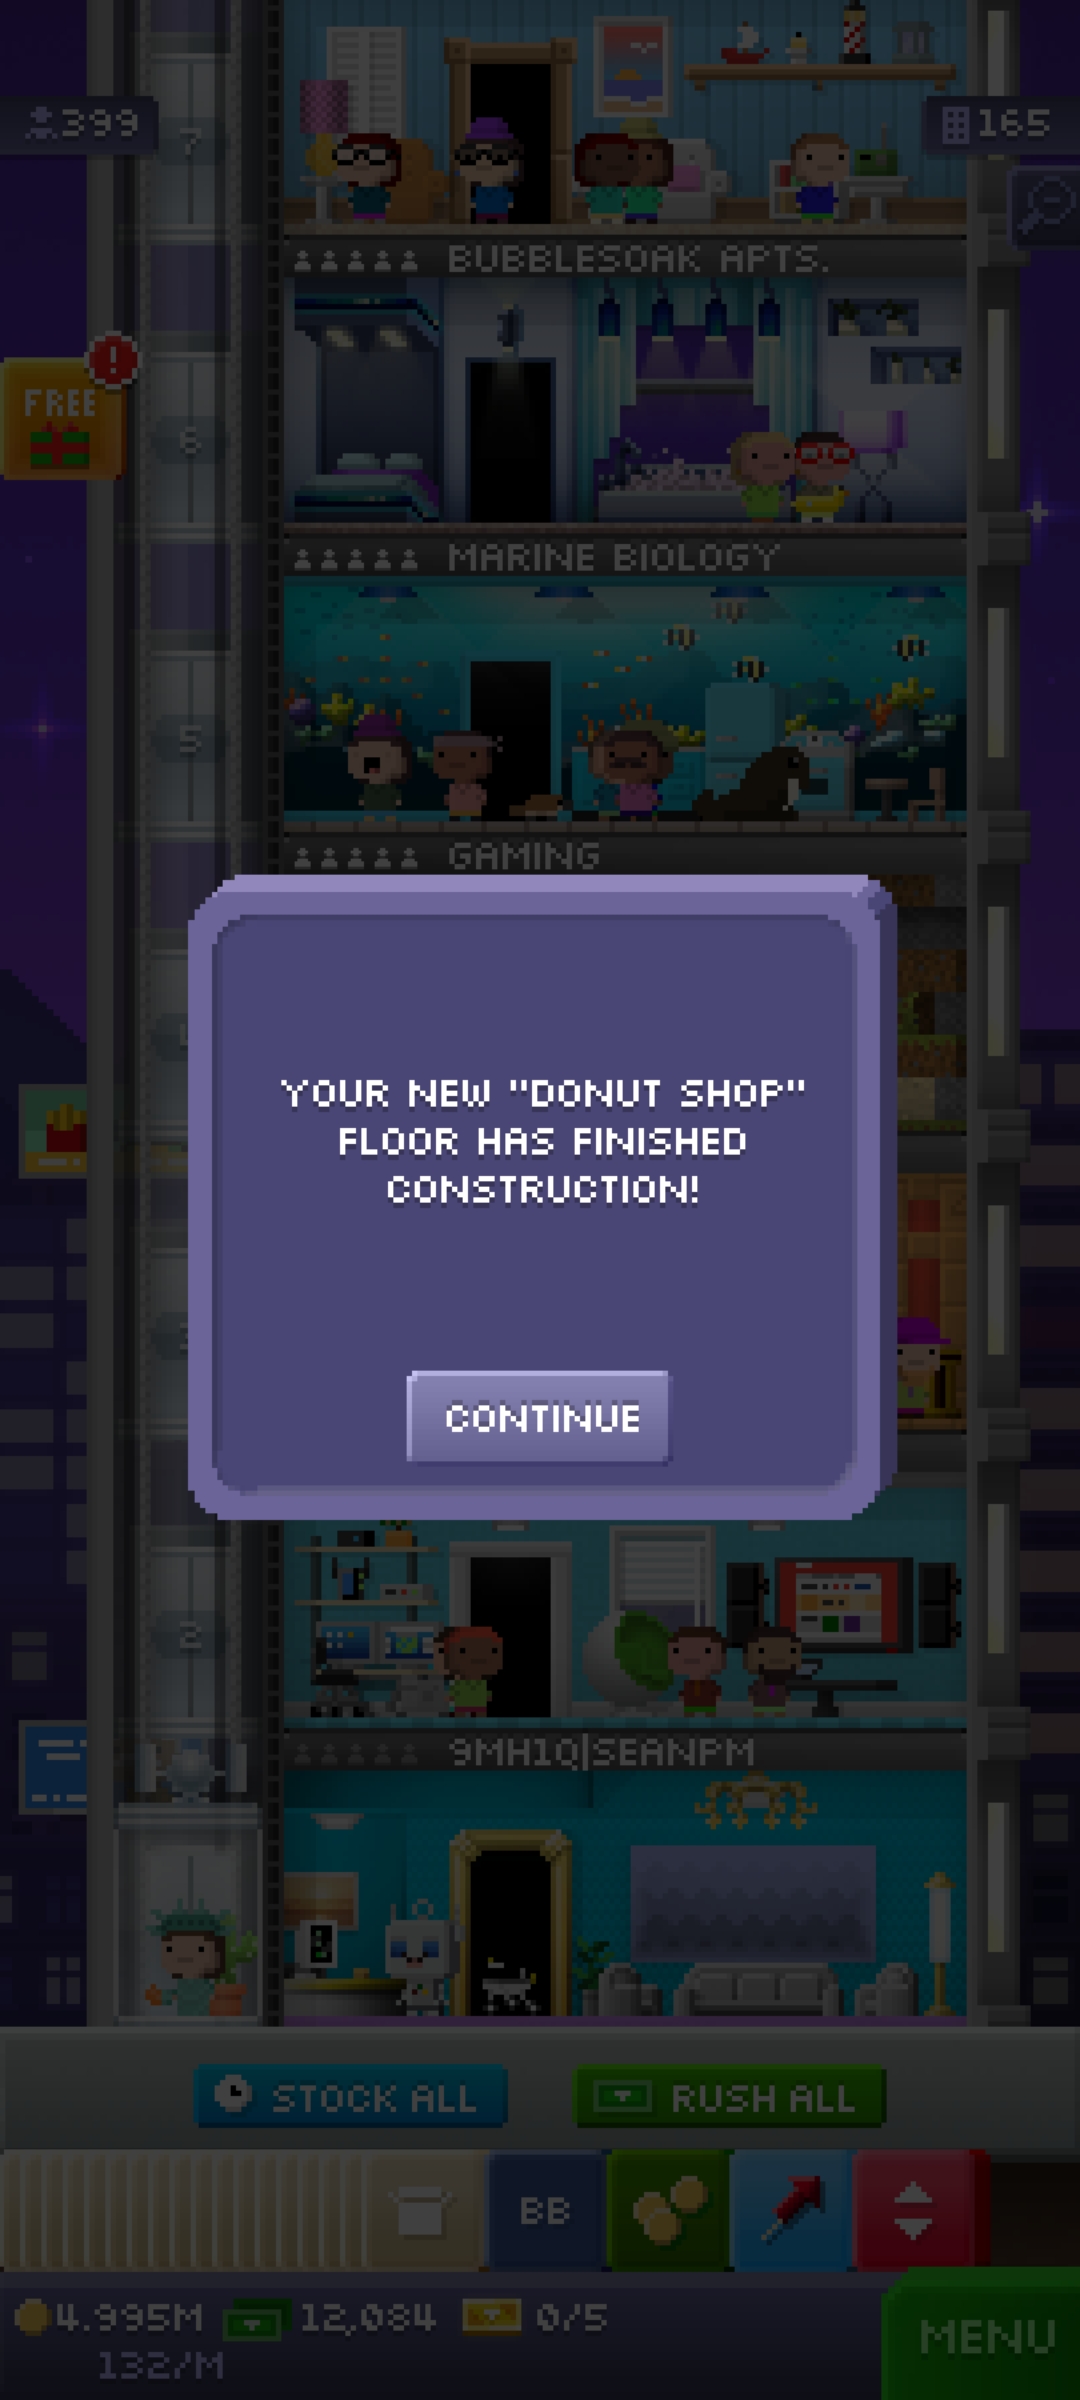 7
399
165
BUBBLESOAK APTS.
FREE
!
6
MARINE BIOLOGY
5
GAMING
YOUR NEW "DONUT SHOP"
FLOOR HAS FINISHED
CONSTRUCTION!
CONTINUE
2
9MH1Q|SEANPM
STOCK ALL
RUSH ALL
BB
4.995M
12,084
0/5
MENU
132/M